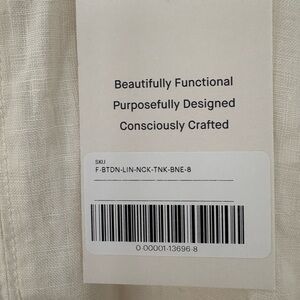 Beautifully Functional
Purposefully Designed
Consciously Crafted
SKU
F-BTDN-LIN-NCK-TNK-BNE-8
0-00001-13696-8